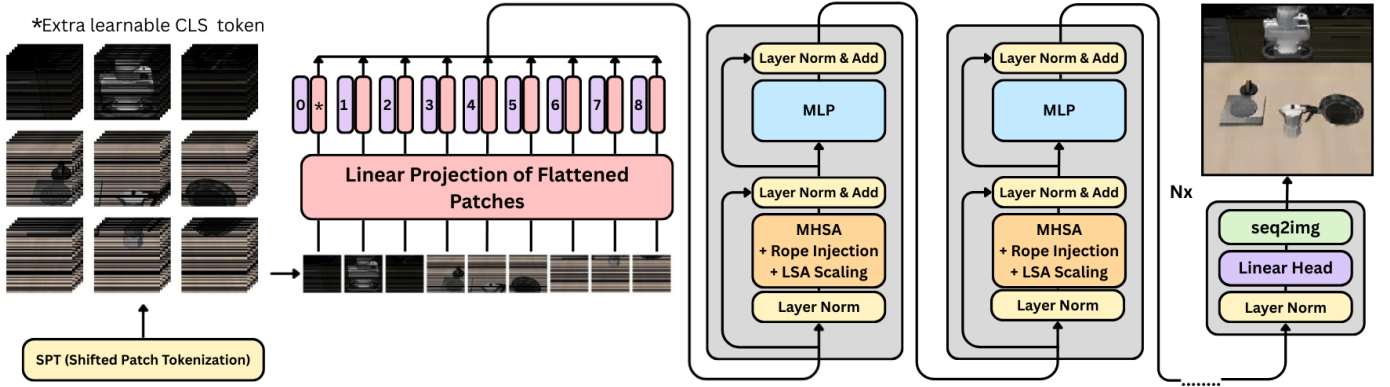 *Extra learnable CLS token
SPT (Shifted Patch Tokenization)
0 * 1 2 3 4 5 6 7 8
Linear Projection of Flattened
Patches
Layer Norm & Add
MLP
Layer Norm & Add
MHSA
+ Rope Injection
+ LSA Scaling
Layer Norm
Layer Norm & Add
MLP
Layer Norm & Add
MHSA
+ Rope Injection
+ LSA Scaling
Layer Norm
Nx
........
seq2img
Linear Head
Layer Norm